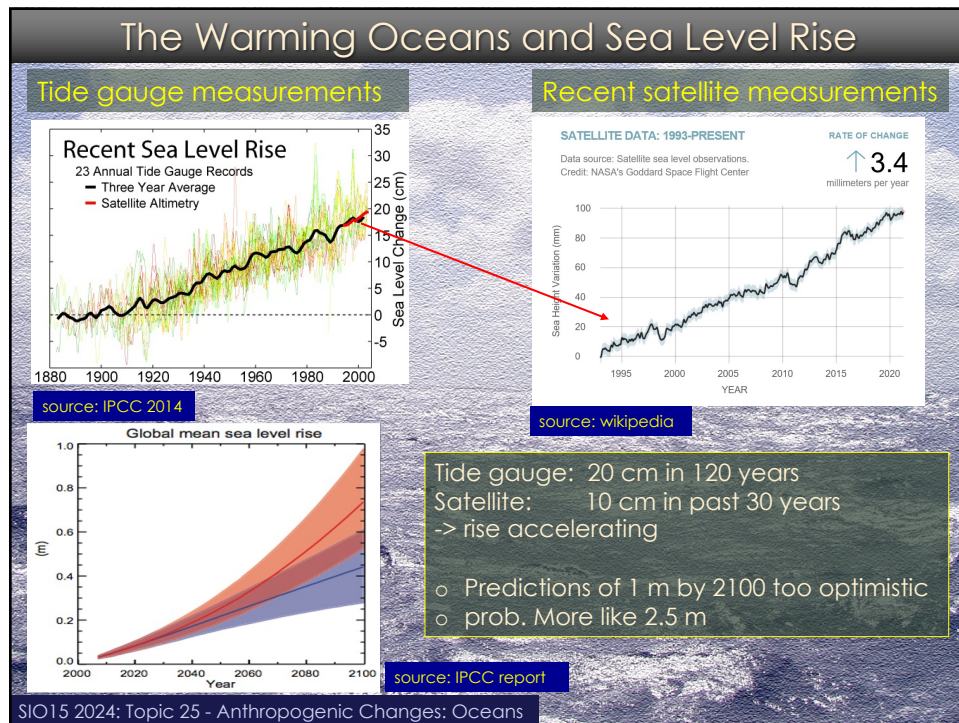 The Warming Oceans and Sea Level Rise
Tide gauge measurements
Recent Sea Level Rise
23 Annual Tide Gauge Records
Three Year Average
Satellite Altimetry
35
30
25
20
15
10
5
0
-5
Sea Level Change (cm)
1880 1900 1920 1940 1960 1980 2000
source: IPCC 2014
Recent satellite measurements
SATELLITE DATA: 1993-PRESENT
Data source: Satellite sea level observations.
Credit: NASA's Goddard Space Flight Center
RATE OF CHANGE
↑ 3.4
millimeters per year
Sea Height Variation (mm)
100
80
60
40
20
0
1995 2000 2005 2010 2015 2020
YEAR
source: wikipedia
Global mean sea level rise
(m)
1.0
0.8
0.6
0.4
0.2
0.0
2000 2020 2040 2060 2080 2100
Year
source: IPCC report
Tide gauge: 20 cm in 120 years
Satellite: 10 cm in past 30 years
-> rise accelerating
o Predictions of 1 m by 2100 too optimistic
o prob. More like 2.5 m
SIO15 2024: Topic 25 - Anthropogenic Changes: Oceans